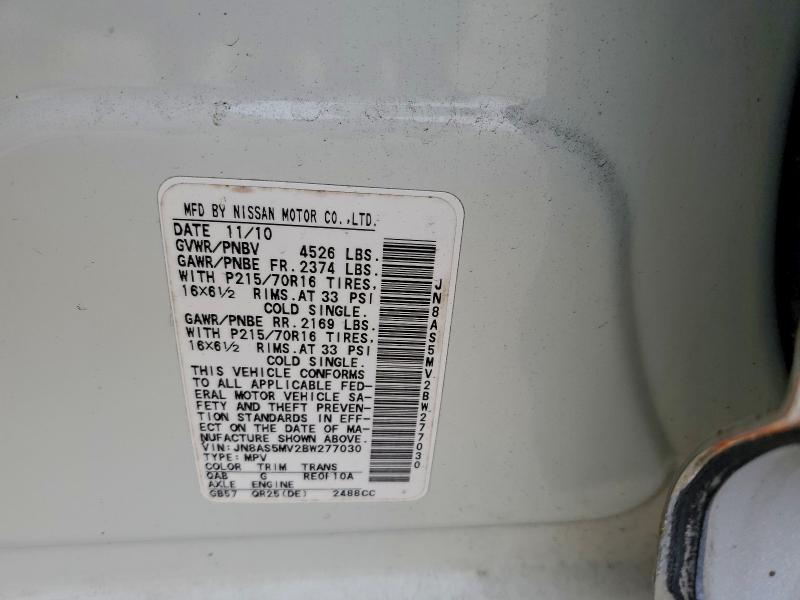 MFD BY NISSAN MOTOR CO.,LTD.
DATE 11/10
GVWR/PNBV 4526 LBS.
GAWR/PNBE FR. 2374 LBS.
WITH P215/70R16 TIRES,
16X6½ RIMS.AT 33 PSI
COLD SINGLE.
GAWR/PNBE RR. 2169 LBS.
WITH P215/70R16 TIRES,
16X6½ RIMS.AT 33 PSI
COLD SINGLE.
THIS VEHICLE CONFORMS
TO ALL APPLICABLE FED-
ERAL MOTOR VEHICLE SA-
FETY AND THEFT PREVEN-
TION STANDARDS IN EFF-
ECT ON THE DATE OF MA-
NUFACTURE SHOWN ABOVE.
VIN:JN8AS5MV2BW277030
TYPE:MPV
COLOR TRIM TRANS
QAB G RE0F10A
AXLE ENGINE
GB57 QR25(DE) 2488CC
JN8AS5MV2BW277030